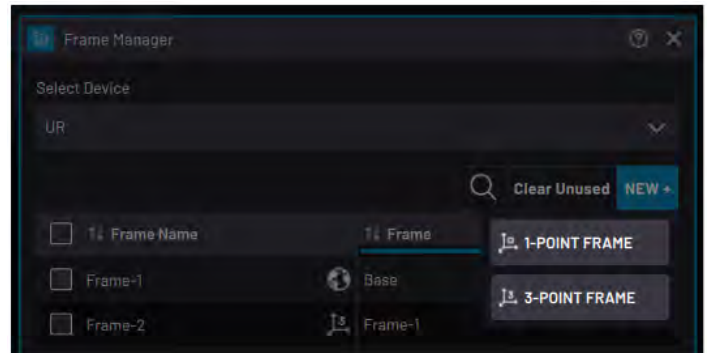 Frame Manager
Select Device
UR
Clear Unused NEW +
Frame Name Frame
1-POINT FRAME
Frame-1 Base
3-POINT FRAME
Frame-2 Frame-1